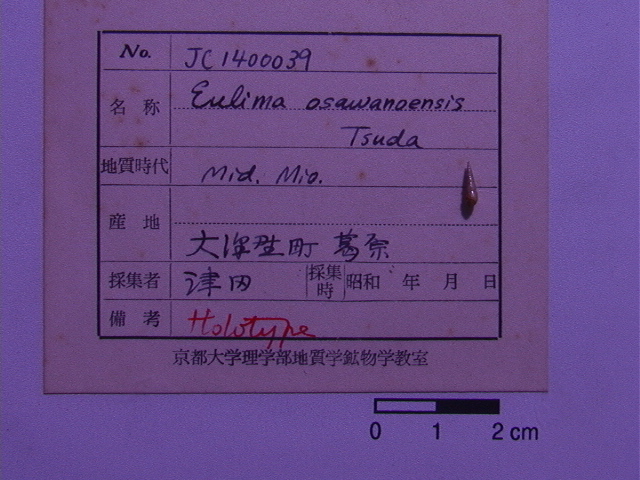 No. JC1400039
名称 Eulima osawanoensis
Tsuda
地質時代 Mid. Mio.
産地
大沢野町 葛原
採集者 津田 採集時 昭和 年 月 日
備考 Holotype
京都大学理学部地質学鉱物学教室
0 1 2 cm